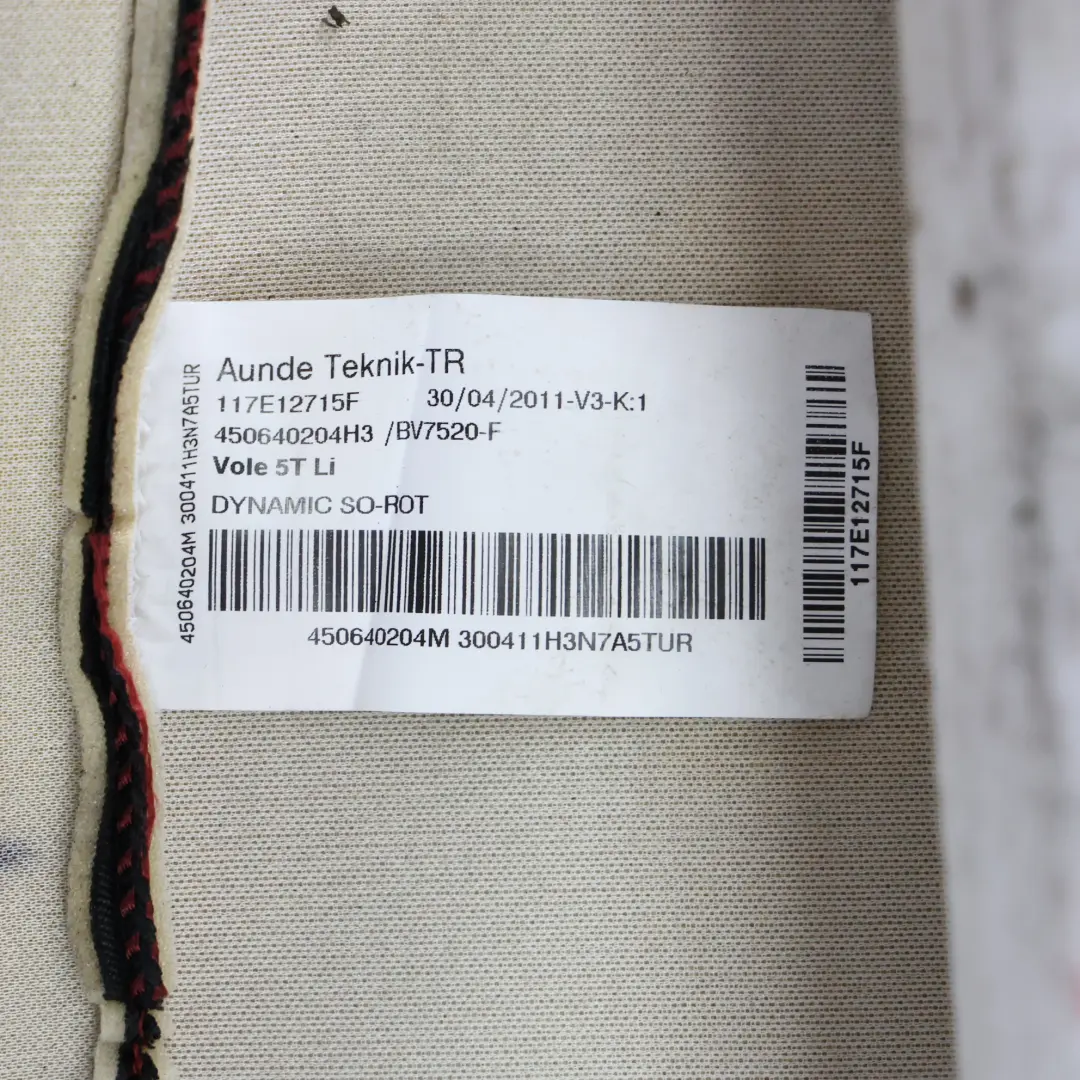 Aunde Teknik-TR
117E12715F 30/04/2011-V3-K:1
450640204H3 /BV7520-F
Vole 5T Li
DYNAMIC SO-ROT
450640204M 300411H3N7A5TUR
450640204M 300411H3N7A5TUR
117E12715F